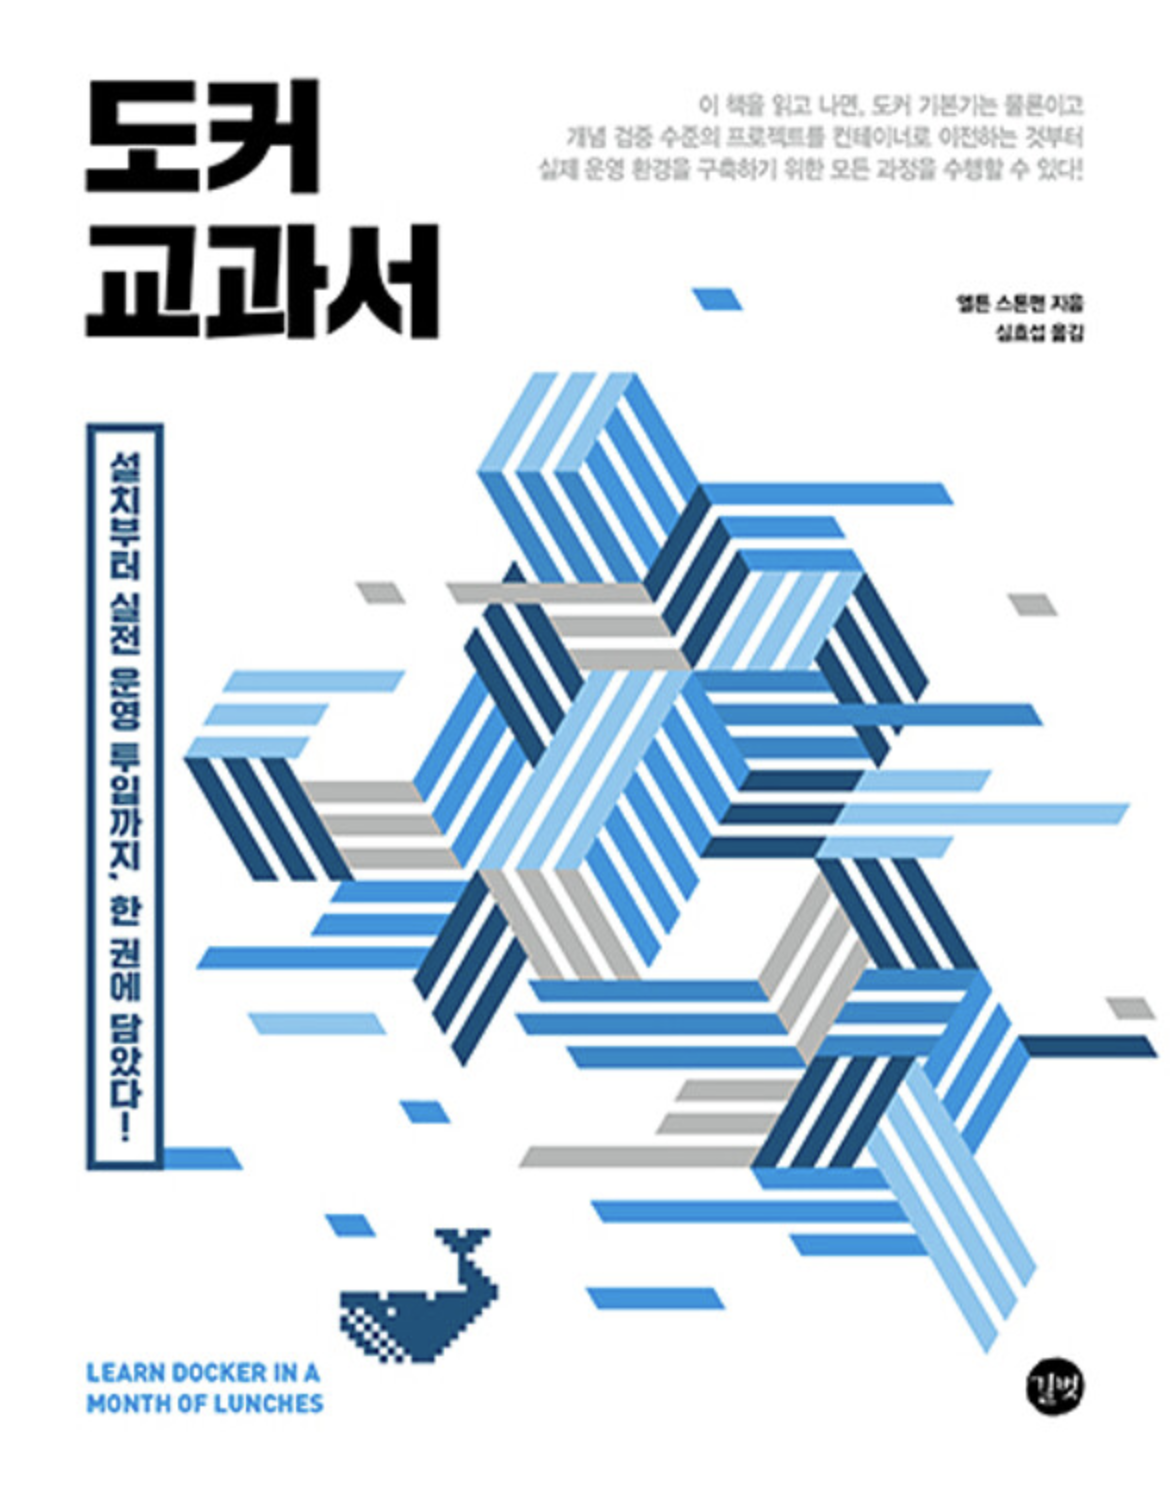 도커
교과서
이 책을 읽고 나면, 도커 기본기는 물론이고
개념 검증 수준의 프로젝트를 컨테이너로 이전하는 것부터
실제 운영 환경을 구축하기 위한 모든 과정을 수행할 수 있다!
엘튼 스톤맨 지음
심효섭 옮김
설치부터 실전 운영 투입까지, 한 권에 담았다!
LEARN DOCKER IN A
MONTH OF LUNCHES
길벗